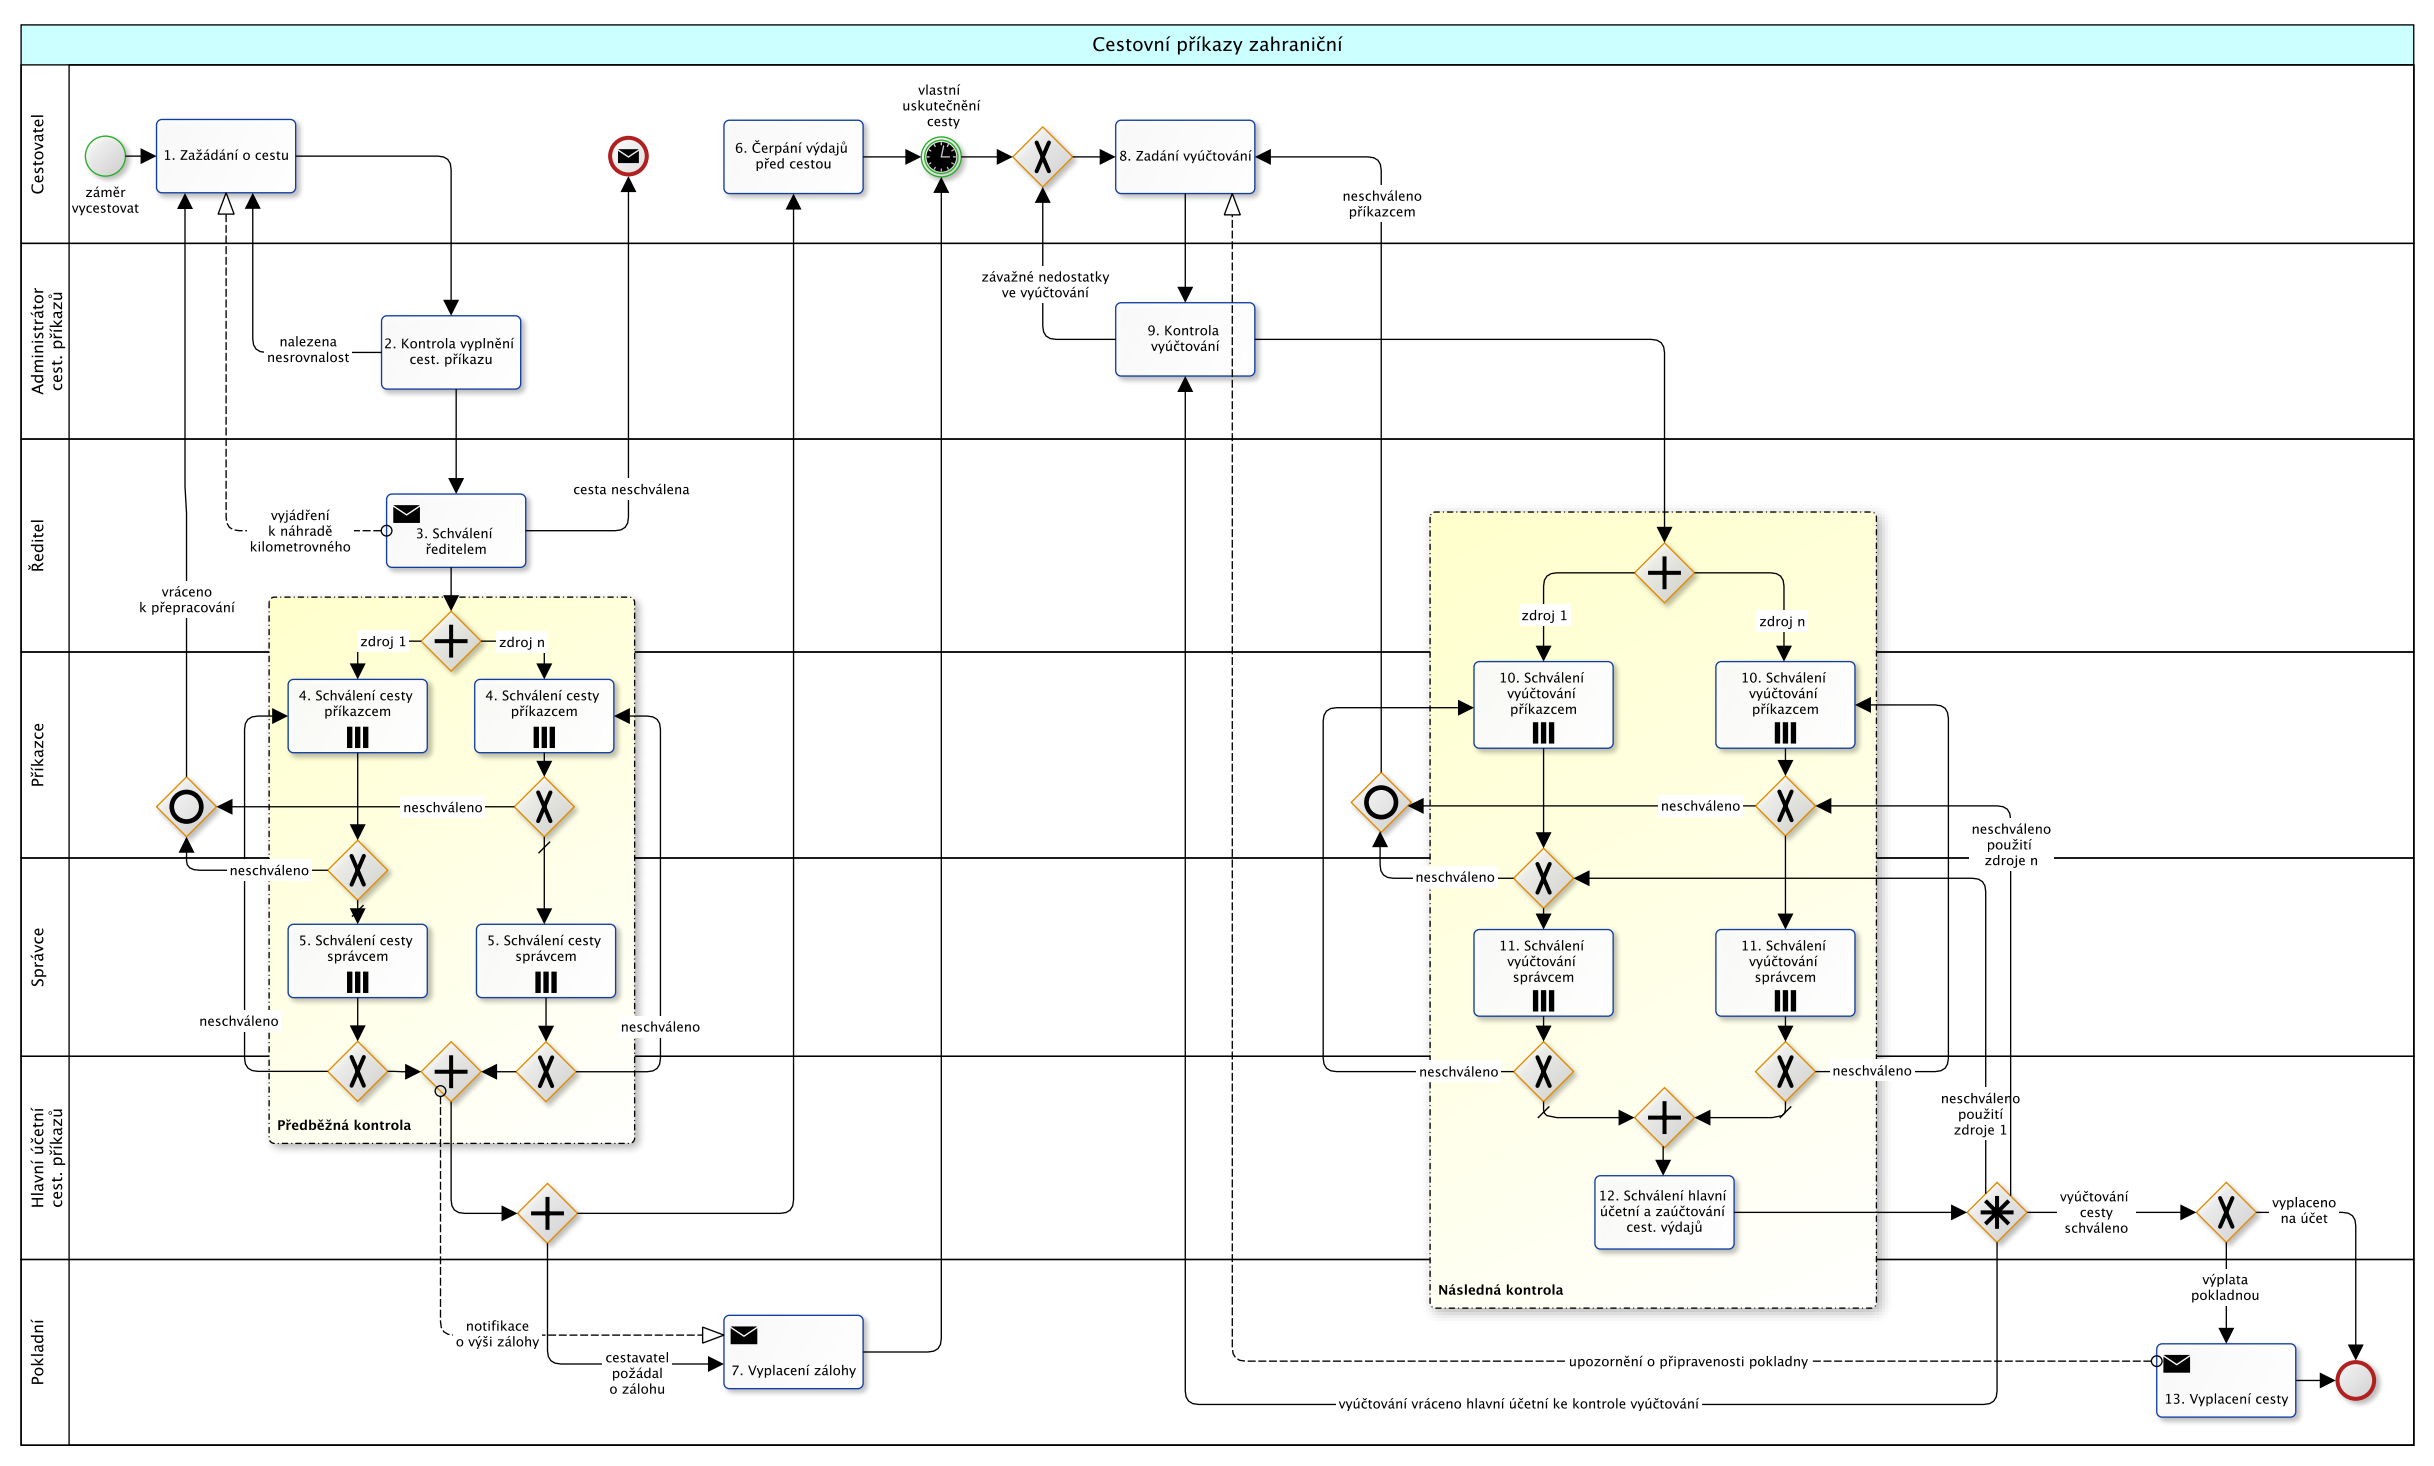 Cestovní příkazy zahraniční
Cestovatel
záměr
vycestovat
1. Zažádání o cestu
6. Čerpání výdajů
před cestou
vlastní
uskutečnění
cesty
8. Zadání vyúčtování
neschváleno
příkazcem
Administrátor
cest. příkazů
nalezena
nesrovnalost
2. Kontrola vyplnění
cest. příkazu
závažné nedostatky
ve vyúčtování
9. Kontrola
vyúčtování
Ředitel
vyjádření
k náhradě
kilometrovného
3. Schválení
ředitelem
cesta neschválena
vráceno
k přepracování
zdroj 1
zdroj n
zdroj 1
zdroj n
Příkazce
4. Schválení cesty
příkazcem
4. Schválení cesty
příkazcem
10. Schválení
vyúčtování
příkazcem
10. Schválení
vyúčtování
příkazcem
neschváleno
neschváleno
neschváleno
použití
zdroje n
Správce
neschváleno
neschváleno
5. Schválení cesty
správcem
5. Schválení cesty
správcem
11. Schválení
vyúčtování
správcem
11. Schválení
vyúčtování
správcem
neschváleno
neschváleno
Hlavní účetní
cest. příkazů
neschváleno
neschváleno
neschváleno
použití
zdroje 1
Předběžná kontrola
12. Schválení hlavní
účetní a zaúčtování
cest. výdajů
vyúčtování
cesty
schváleno
vyplaceno
na účet
Pokladní
Následná kontrola
výplata
pokladnou
notifikace
o výši zálohy
cestavatel
požádal
o zálohu
7. Vyplacení zálohy
upozornění o připravenosti pokladny
13. Vyplacení cesty
vyúčtování vráceno hlavní účetní ke kontrole vyúčtování